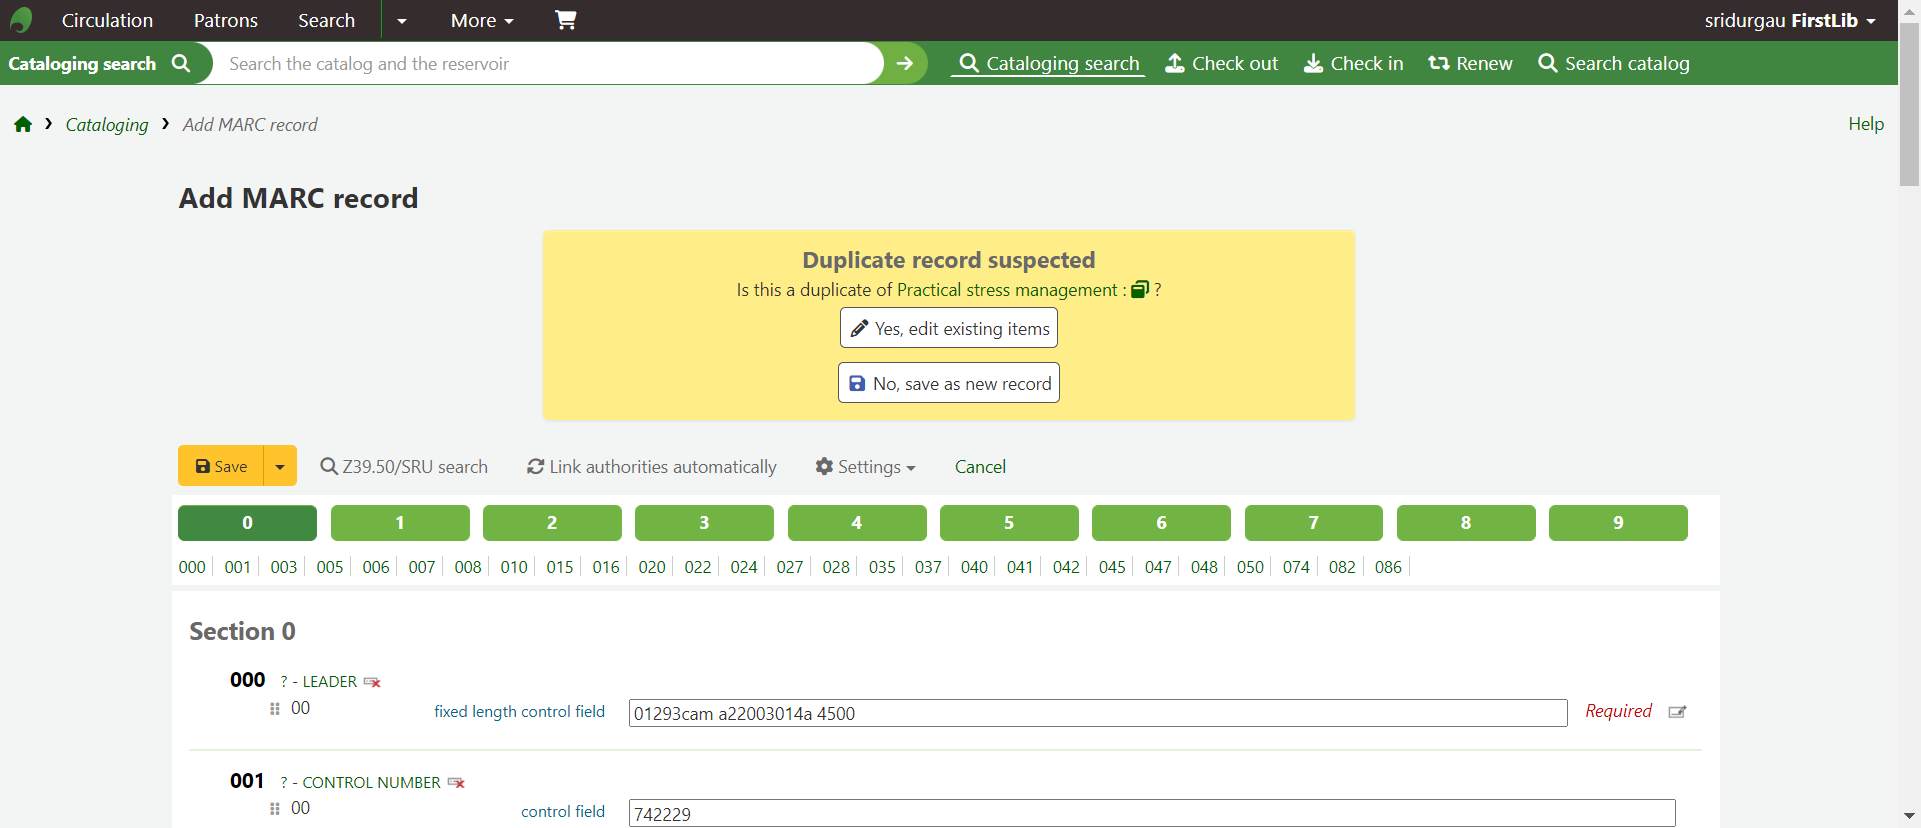 Circulation Patrons Search More sridurgau FirstLib
Cataloging search Search the catalog and the reservoir Cataloging search Check out Check in Renew Search catalog
Cataloging Add MARC record Help
Add MARC record
Duplicate record suspected
Is this a duplicate of Practical stress management : ?
Yes, edit existing items
No, save as new record
Save Z39.50/SRU search Link authorities automatically Settings Cancel
0 1 2 3 4 5 6 7 8 9
000 001 003 005 006 007 008 010 015 016 020 022 024 027 028 035 037 040 041 042 045 047 048 050 074 082 086
Section 0
000 ? - LEADER
00 fixed length control field 01293cam a22003014a 4500 Required
001 ? - CONTROL NUMBER
00 control field 742229